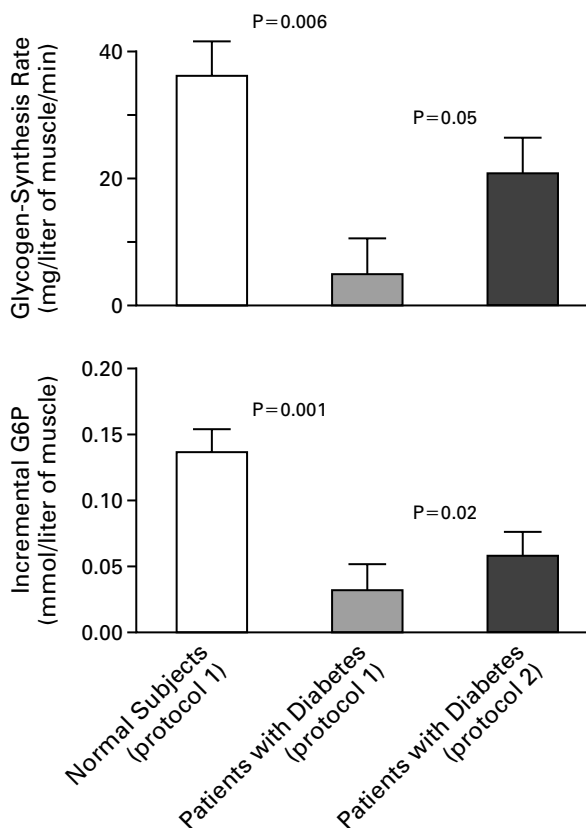 P=0.006
40
P=0.05
20
0
Glycogen-Synthesis Rate
(mg/liter of muscle/min)
0.20
P=0.001
0.15
0.10
P=0.02
0.05
0.00
Incremental G6P
(mmol/liter of muscle)
Normal Subjects
(protocol 1)
Patients with Diabetes
(protocol 1)
Patients with Diabetes
(protocol 2)